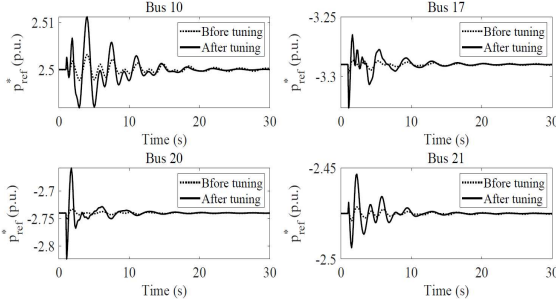 Bus 10
Bus 17
2.51
2.5
p*ref (p.u.)
Bfore tuning
After tuning
0 10 20 30
Time (s)
-3.25
-3.3
p*ref (p.u.)
Bfore tuning
After tuning
0 10 20 30
Time (s)
Bus 20
Bus 21
-2.7
-2.75
-2.8
p*ref (p.u.)
Bfore tuning
After tuning
0 10 20 30
Time (s)
-2.45
-2.5
p*ref (p.u.)
Bfore tuning
After tuning
0 10 20 30
Time (s)